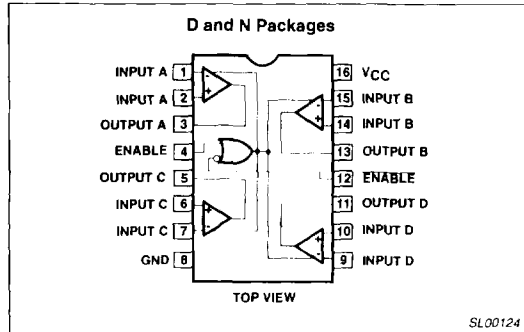 D and N Packages
INPUT A 1
INPUT A 2
OUTPUT A 3
ENABLE 4
OUTPUT C 5
INPUT C 6
INPUT C 7
GND 8
16 VCC
15 INPUT B
14 INPUT B
13 OUTPUT B
12 ENABLE
11 OUTPUT D
10 INPUT D
9 INPUT D
- +
- +
+ -
+ -
TOP VIEW
SL00124